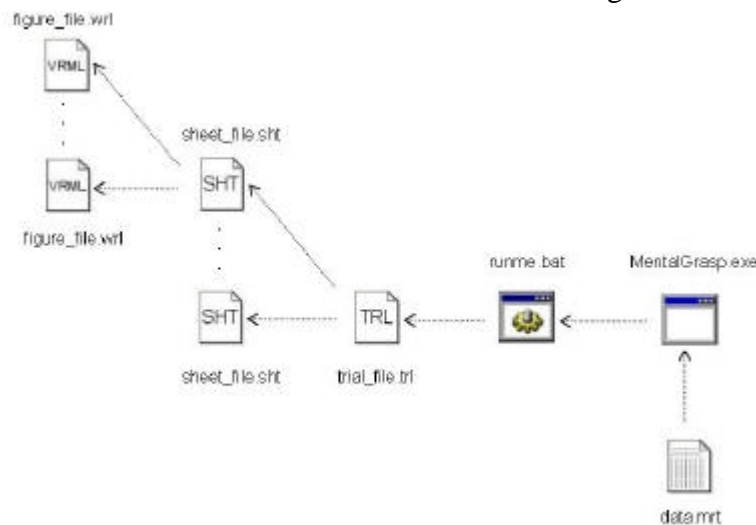 figure_file.wrl
VRML
sheet_file.sht
VRML
SHT
figure_file.wrl
runme.bat
MentalGrasp.exe
SHT
TRL
sheet_file.sht
trial_file.trl
data.mrt